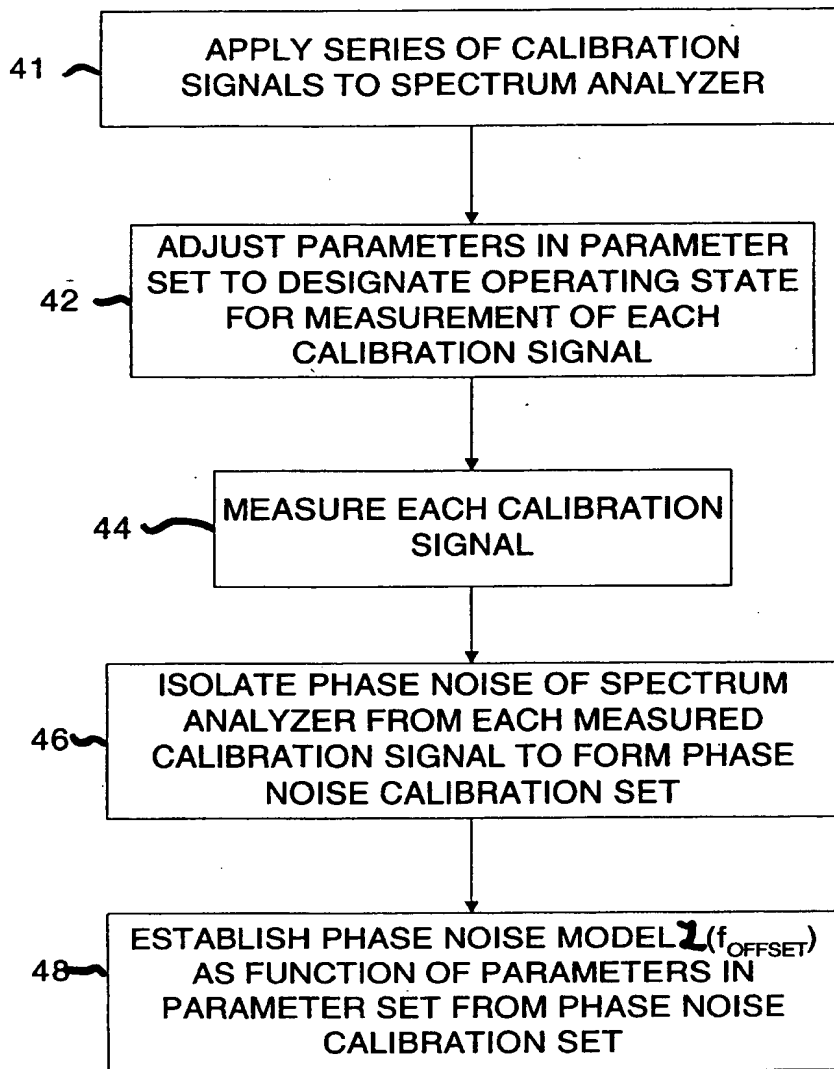 41
APPLY SERIES OF CALIBRATION
SIGNALS TO SPECTRUM ANALYZER
42
ADJUST PARAMETERS IN PARAMETER
SET TO DESIGNATE OPERATING STATE
FOR MEASUREMENT OF EACH
CALIBRATION SIGNAL
44
MEASURE EACH CALIBRATION
SIGNAL
46
ISOLATE PHASE NOISE OF SPECTRUM
ANALYZER FROM EACH MEASURED
CALIBRATION SIGNAL TO FORM PHASE
NOISE CALIBRATION SET
48
ESTABLISH PHASE NOISE MODEL ℒ(fOFFSET)
AS FUNCTION OF PARAMETERS IN
PARAMETER SET FROM PHASE NOISE
CALIBRATION SET